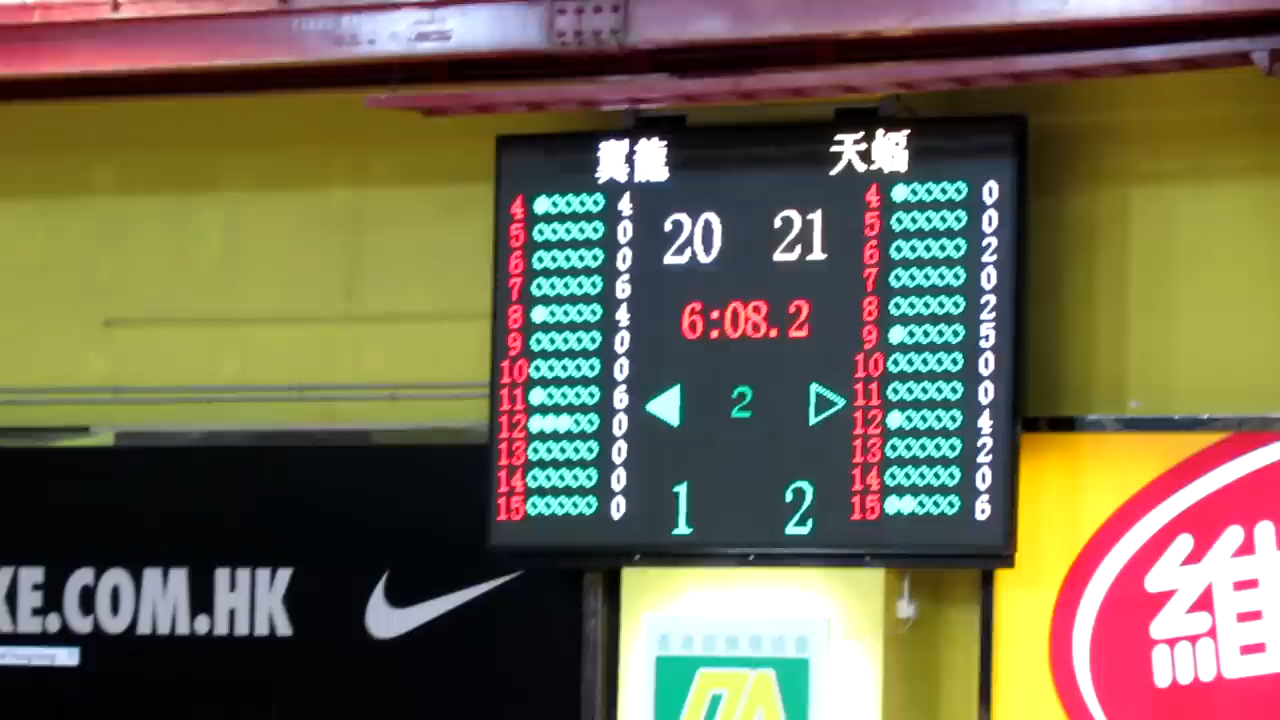 翼龍 天蝠
4 4 4 0
5 0 20 21 5 0
6 0 6 2
7 6 7 0
8 4 6:08.2 8 2
9 0 9 5
10 0 10 0
11 6 2 11 0
12 0 12 4
13 0 13 2
14 0 1 2 14 0
15 0 15 6
KE.COM.HK
維